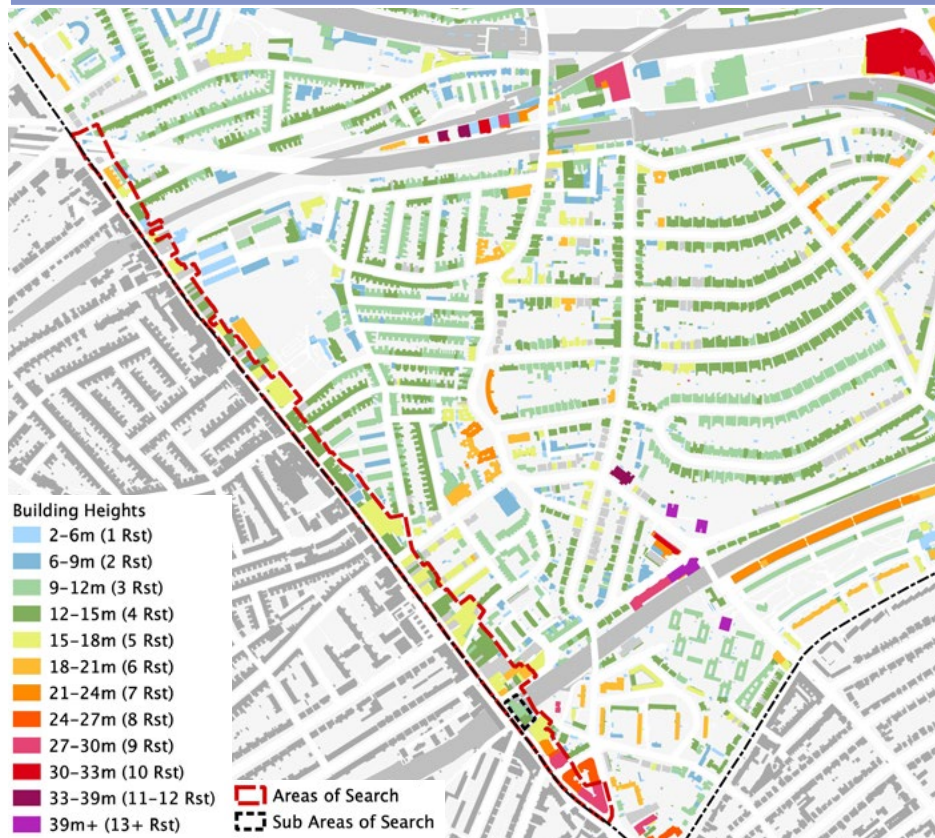 Building Heights
2-6m (1 Rst)
6-9m (2 Rst)
9-12m (3 Rst)
12-15m (4 Rst)
15-18m (5 Rst)
18-21m (6 Rst)
21-24m (7 Rst)
24-27m (8 Rst)
27-30m (9 Rst)
30-33m (10 Rst)
33-39m (11-12 Rst)
39m+ (13+ Rst)
Areas of Search
Sub Areas of Search